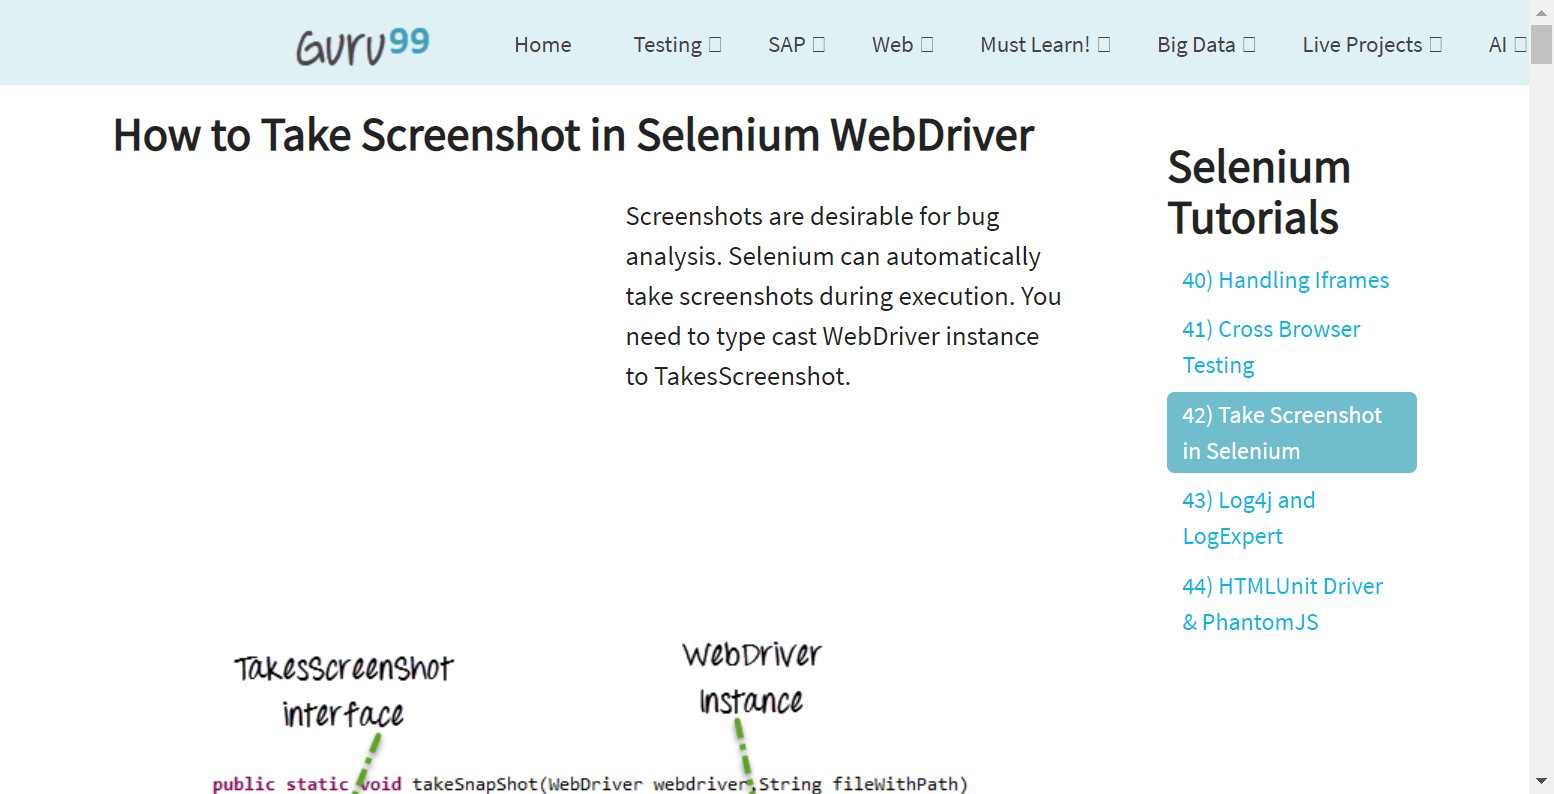 Guru99
Home
Testing
SAP
Web
Must Learn!
Big Data
Live Projects
AI
How to Take Screenshot in Selenium WebDriver
Screenshots are desirable for bug
analysis. Selenium can automatically
take screenshots during execution. You
need to type cast WebDriver instance
to TakesScreenshot.
Selenium
Tutorials
40) Handling Iframes
41) Cross Browser
Testing
42) Take Screenshot
in Selenium
43) Log4j and
LogExpert
44) HTMLUnit Driver
& PhantomJS
TakesScreenShot
interface
WebDriver
Instance
public static void takeSnapShot(WebDriver webdriver,String fileWithPath)